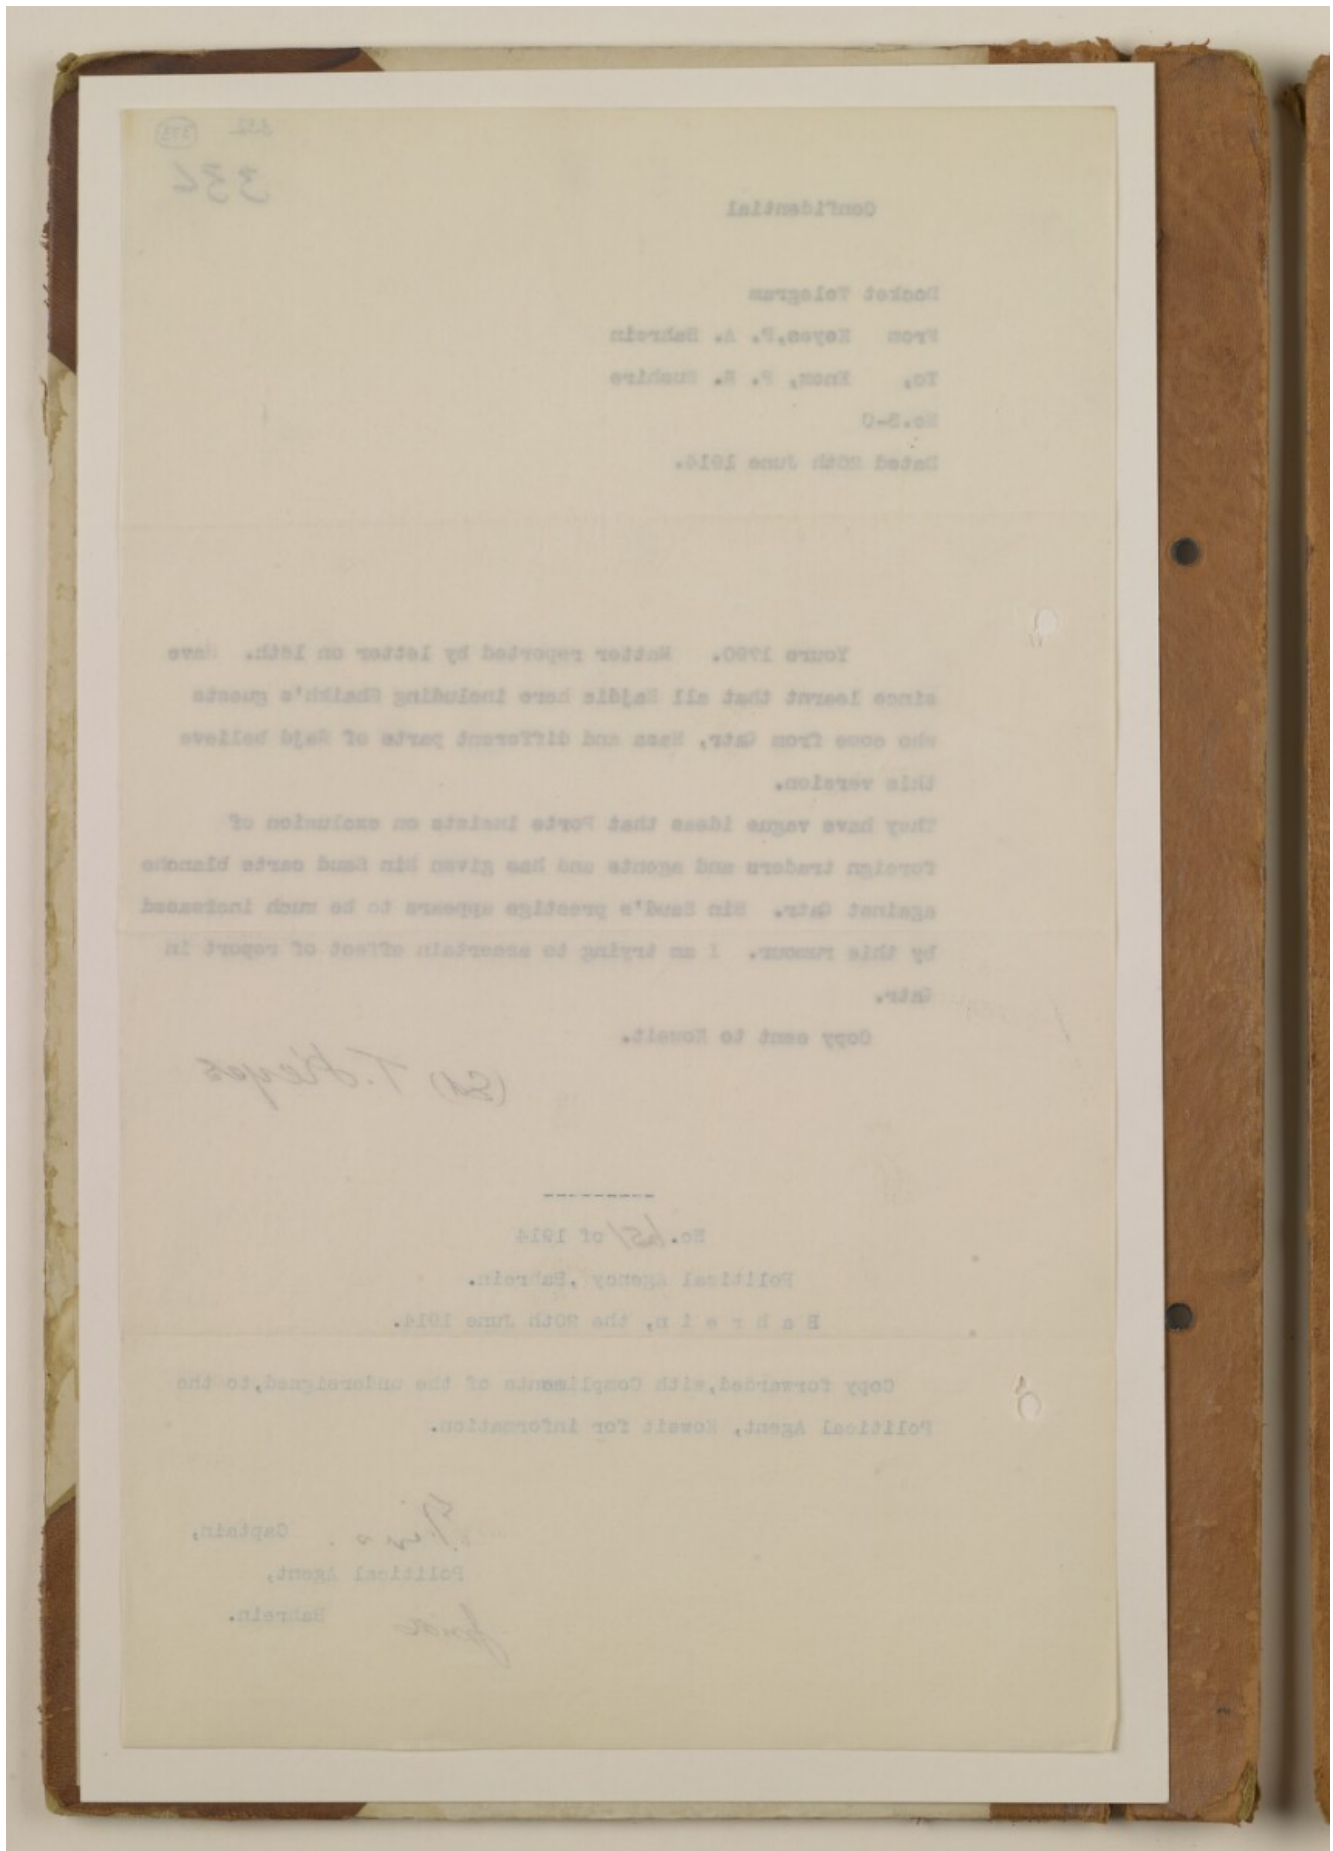 332
336
Confidential
Docket Telegram
From Keyes, P. A. Bahrein
To, Knox, P. R. Bushire
No.S-C
Dated 20th June 1914.
Yours 1790. Matter reported by letter on 14th. Have
since learnt that all Najdis here including Shaikh's guests
who come from Qatr, Hasa and different parts of Najd believe
this version.
They have vague ideas that Porte insists on exclusion of
foreign traders and agents and has given Bin Saud carte blanche
against Qatr. Bin Saud's prestige appears to be much increased
by this rumour. I am trying to ascertain effect of report in
Qatr.
Copy sent to Koweit.
(Sd) T. Keyes
----------
No. of 1914
Political Agency, Bahrein.
B a h r e i n, the 20th June 1914.
Copy forwarded, with Compliments of the undersigned, to the
Political Agent, Koweit for information.
Captain,
Political Agent,
Bahrein.